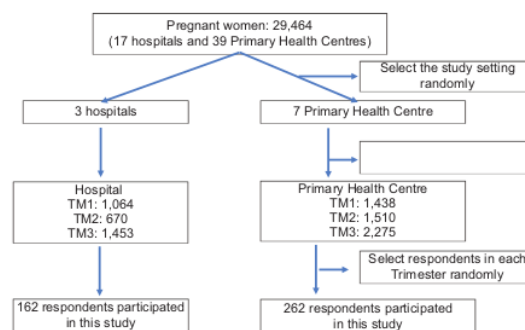 Pregnant women: 29,464
(17 hospitals and 39 Primary Health Centres)
Select the study setting
randomly
3 hospitals
7 Primary Health Centre
Hospital
TM1: 1,064
TM2: 670
TM3: 1,453
Primary Health Centre
TM1: 1,438
TM2: 1,510
TM3: 2,275
Select respondents in each
Trimester randomly
162 respondents participated
in this study
262 respondents participated
in this study